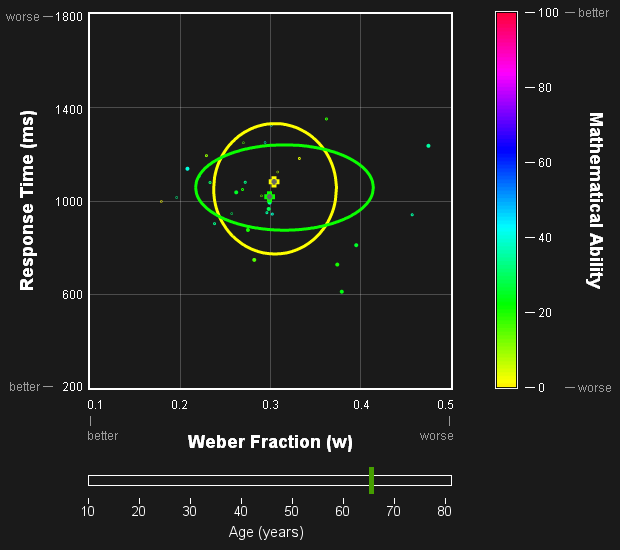 worse
1800
1400
1000
600
better
200
Response Time (ms)
0.1
0.2
0.3
0.4
0.5
better
worse
Weber Fraction (w)
100
better
80
60
40
20
0
worse
Mathematical Ability
10
20
30
40
50
60
70
80
Age (years)